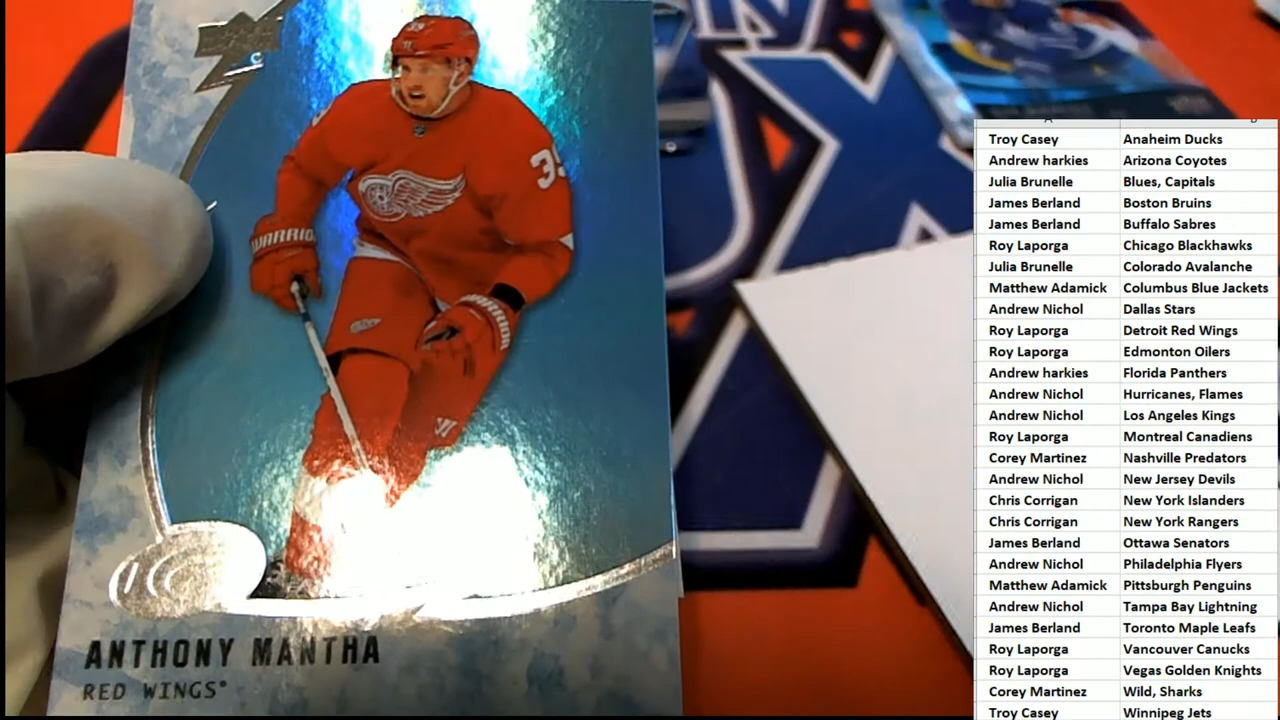 39
WARRIOR
WARRIOR
ICE
ANTHONY MANTHA
RED WINGS
A B
Troy Casey Anaheim Ducks
Andrew harkies Arizona Coyotes
Julia Brunelle Blues, Capitals
James Berland Boston Bruins
James Berland Buffalo Sabres
Roy Laporga Chicago Blackhawks
Julia Brunelle Colorado Avalanche
Matthew Adamick Columbus Blue Jackets
Andrew Nichol Dallas Stars
Roy Laporga Detroit Red Wings
Roy Laporga Edmonton Oilers
Andrew harkies Florida Panthers
Andrew Nichol Hurricanes, Flames
Andrew Nichol Los Angeles Kings
Roy Laporga Montreal Canadiens
Corey Martinez Nashville Predators
Andrew Nichol New Jersey Devils
Chris Corrigan New York Islanders
Chris Corrigan New York Rangers
James Berland Ottawa Senators
Andrew Nichol Philadelphia Flyers
Matthew Adamick Pittsburgh Penguins
Andrew Nichol Tampa Bay Lightning
James Berland Toronto Maple Leafs
Roy Laporga Vancouver Canucks
Roy Laporga Vegas Golden Knights
Corey Martinez Wild, Sharks
Troy Casey Winnipeg Jets